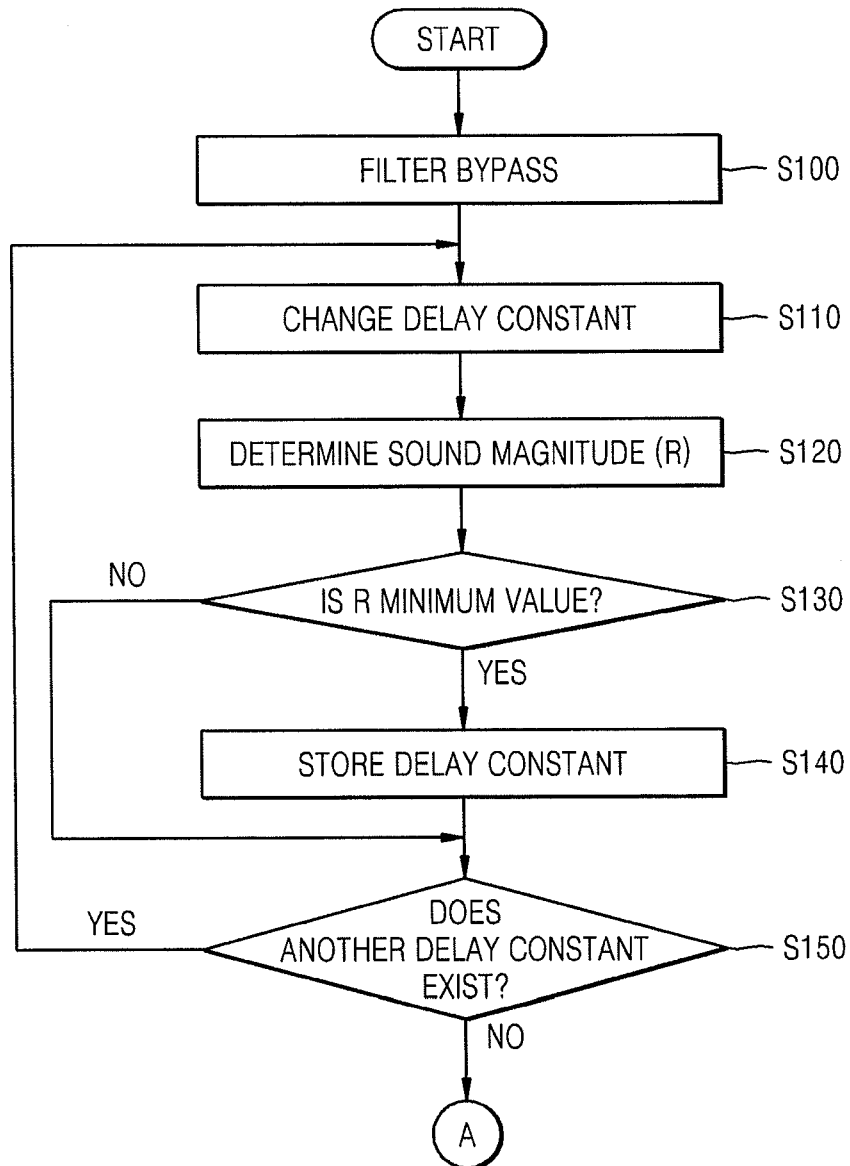 START
FILTER BYPASS
S100
CHANGE DELAY CONSTANT
S110
DETERMINE SOUND MAGNITUDE (R)
S120
NO
IS R MINIMUM VALUE?
S130
YES
STORE DELAY CONSTANT
S140
YES
DOES
ANOTHER DELAY CONSTANT
EXIST?
S150
NO
A